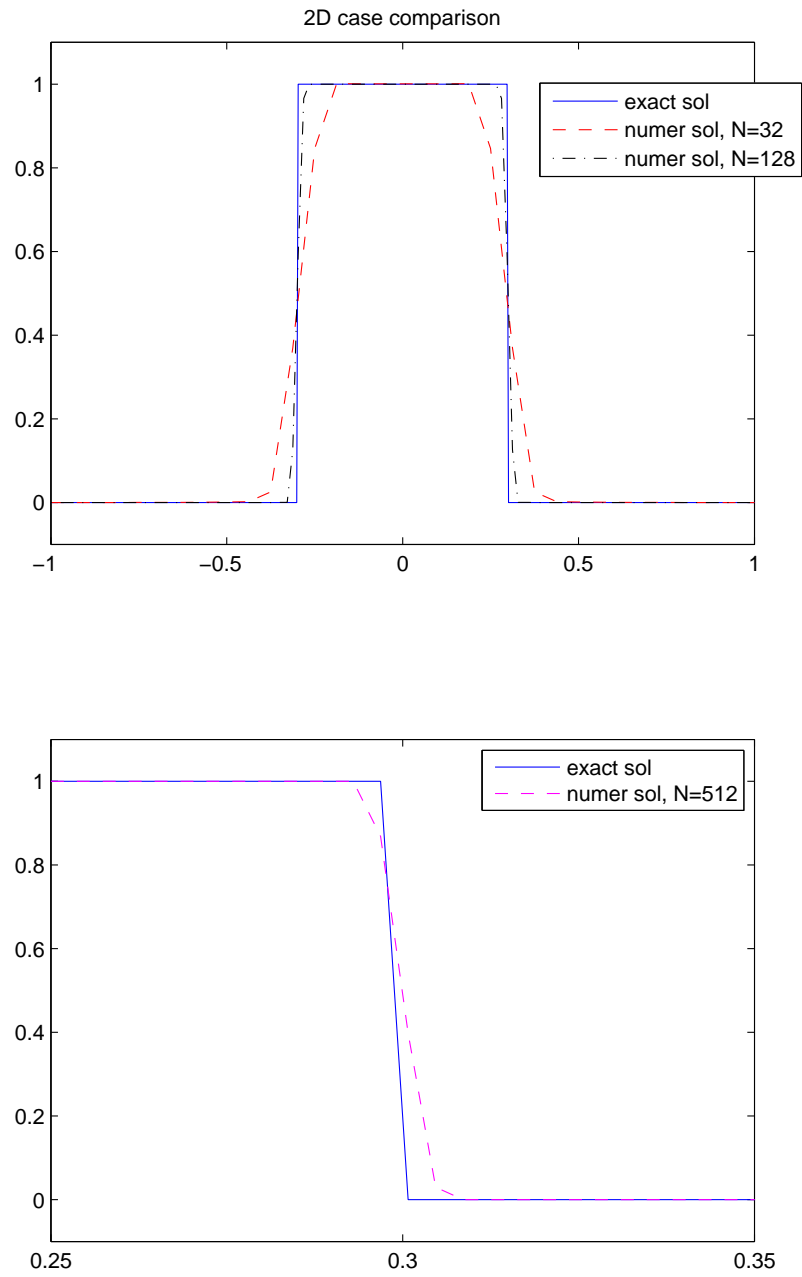 2D case comparison
exact sol
numer sol, N=32
numer sol, N=128
1
0.8
0.6
0.4
0.2
0
−1 −0.5 0 0.5 1
exact sol
numer sol, N=512
1
0.8
0.6
0.4
0.2
0
0.25 0.3 0.35